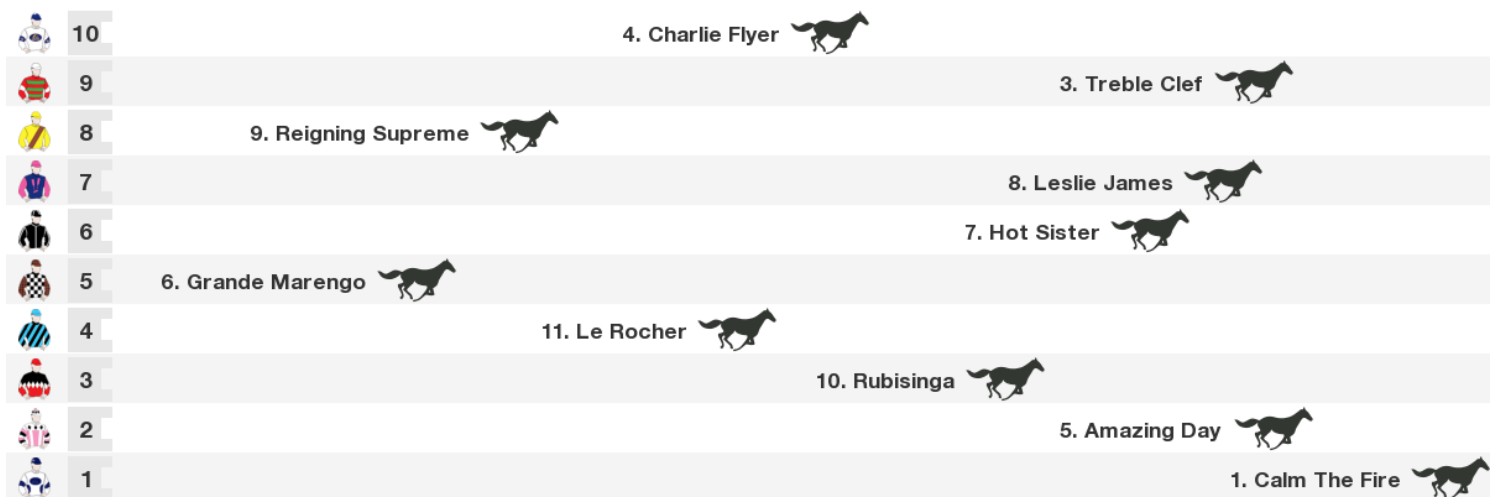 10 4. Charlie Flyer
9 3. Treble Clef
8 9. Reigning Supreme
7 8. Leslie James
6 7. Hot Sister
5 6. Grande Marengo
4 11. Le Rocher
3 10. Rubisinga
2 5. Amazing Day
1 1. Calm The Fire